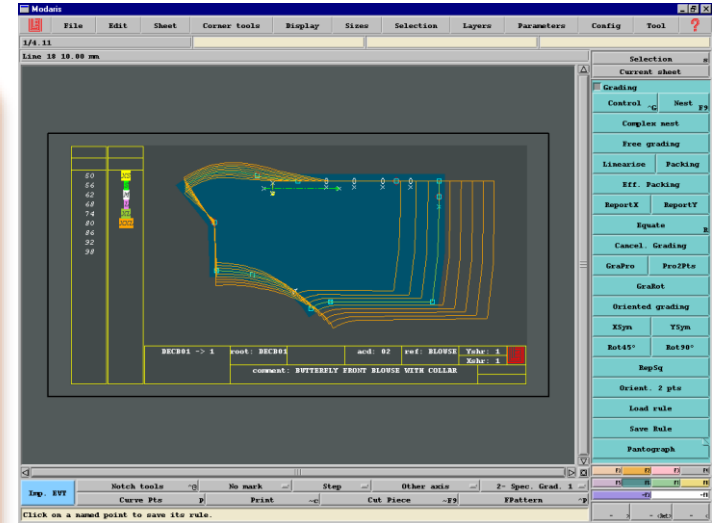 Modaris
File Edit Sheet Corner tools Display Sizes Selection Layers Parameters Config Tool ?
1/4.11
Line 18 10.00 mm
Selection
Current sheet
Grading
Control ^G Nest F9
Complex nest
Free grading
Linearise Packing
Eff. Packing
ReportX ReportY
Equate R
Cancel. Grading
GraPro Pro2Pts
GraRot
Oriented grading
XSym YSym
Rot45° Rot90°
RepSq
Orient. 2 pts
Load rule
Save Rule
Pantograph
56
62
68
74
80
86
92
98
BECB01 -> 1 root: BECB01 acd: 02 ref: BLOUSE Yshr: 1
Xshr: 1
comment: BUTTERFLY FRONT BLOUSE WITH COLLAR
Imp. EVT Notch tools ^@ No mark Step Other axis 2- Spec. Grad. 1
Curve Pts P Print ~c Cut Piece ~F9 FPattern ^P
Click on a named point to save its rule.